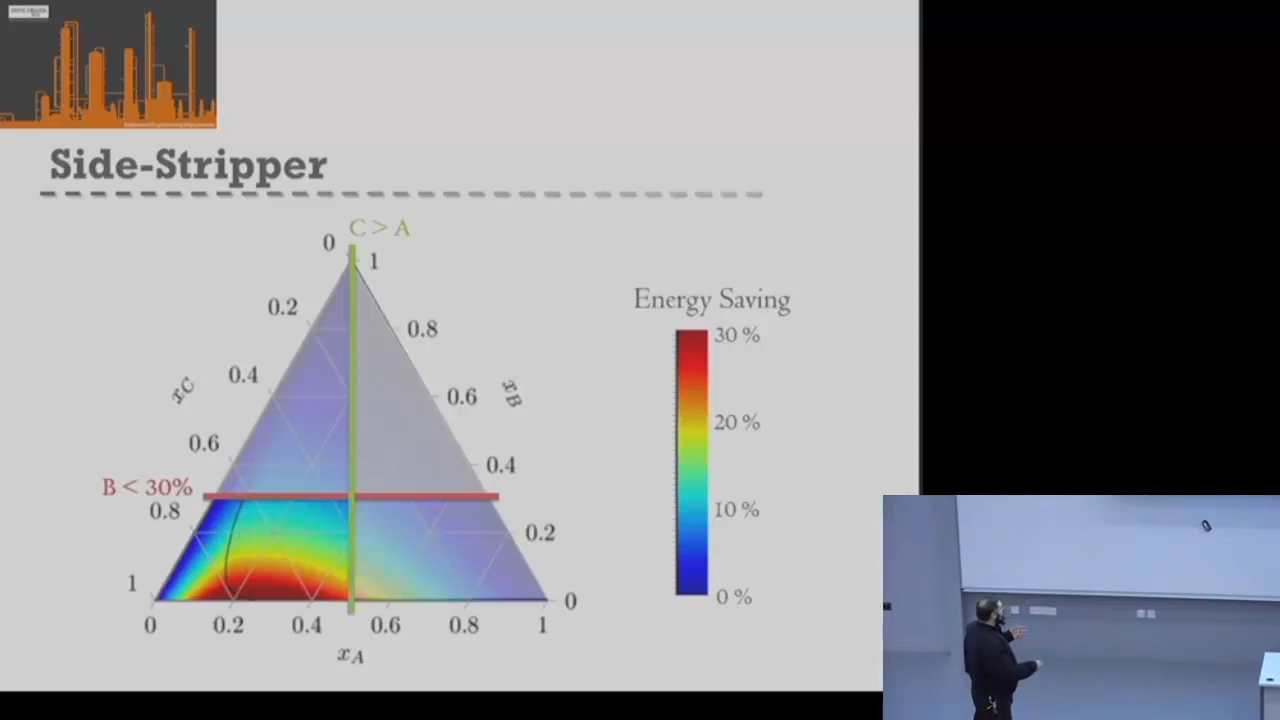 Side-Stripper
C > A
0
1
0.2
0.8
0.4
0.6
0.6
0.4
0.8
0.2
1
0
xC
xB
B < 30%
0 0.2 0.4 0.6 0.8 1
xA
Energy Saving
30 %
20 %
10 %
0 %